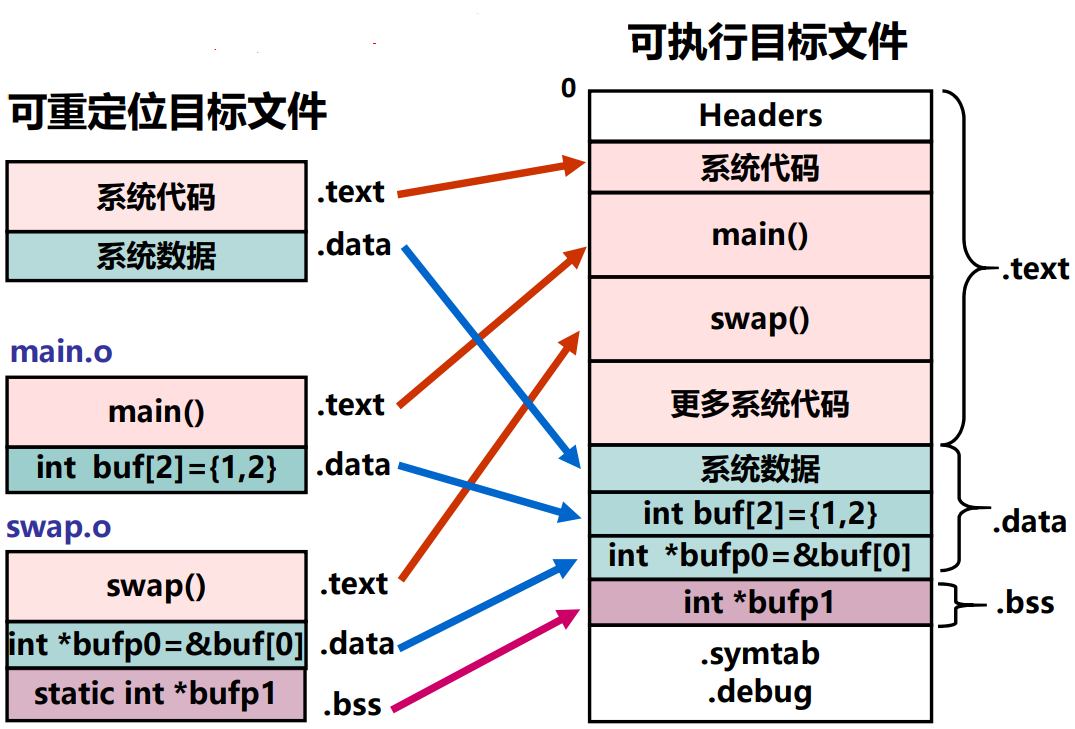 可执行目标文件
可重定位目标文件
系统代码
.text
系统数据
.data
main.o
main()
.text
int buf[2]={1,2}
.data
swap.o
swap()
.text
int *bufp0=&buf[0]
.data
static int *bufp1
.bss
0
Headers
系统代码
main()
swap()
更多系统代码
.text
系统数据
int buf[2]={1,2}
int *bufp0=&buf[0]
.data
int *bufp1
.bss
.symtab
.debug